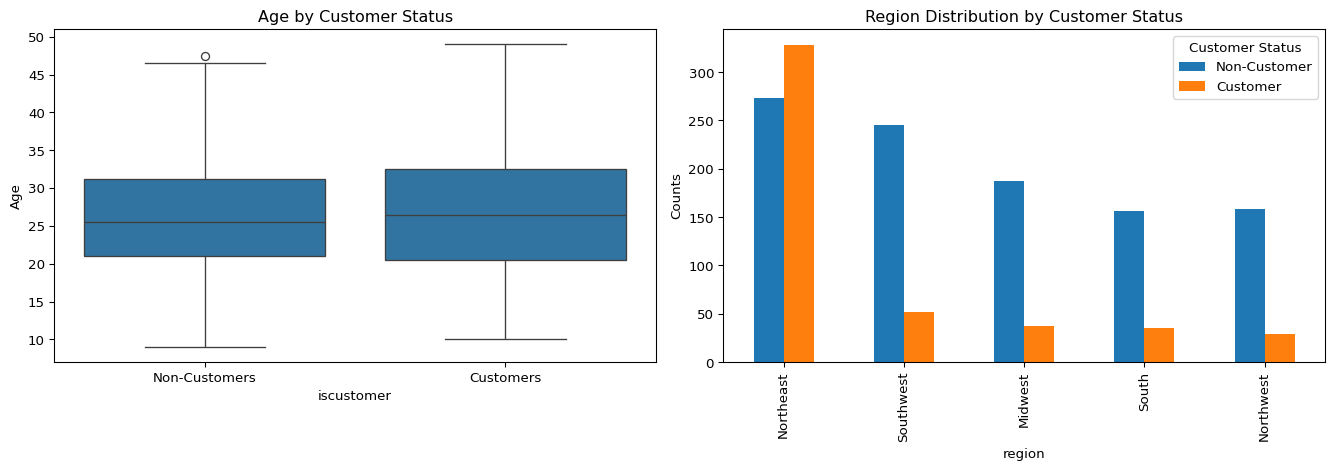 Age by Customer Status
50
45
40
35
30
25
20
15
10
Age
Non-Customers
Customers
iscustomer
Region Distribution by Customer Status
Customer Status
Non-Customer
Customer
300
250
200
150
100
50
0
Counts
Northeast
Southwest
Midwest
South
Northwest
region